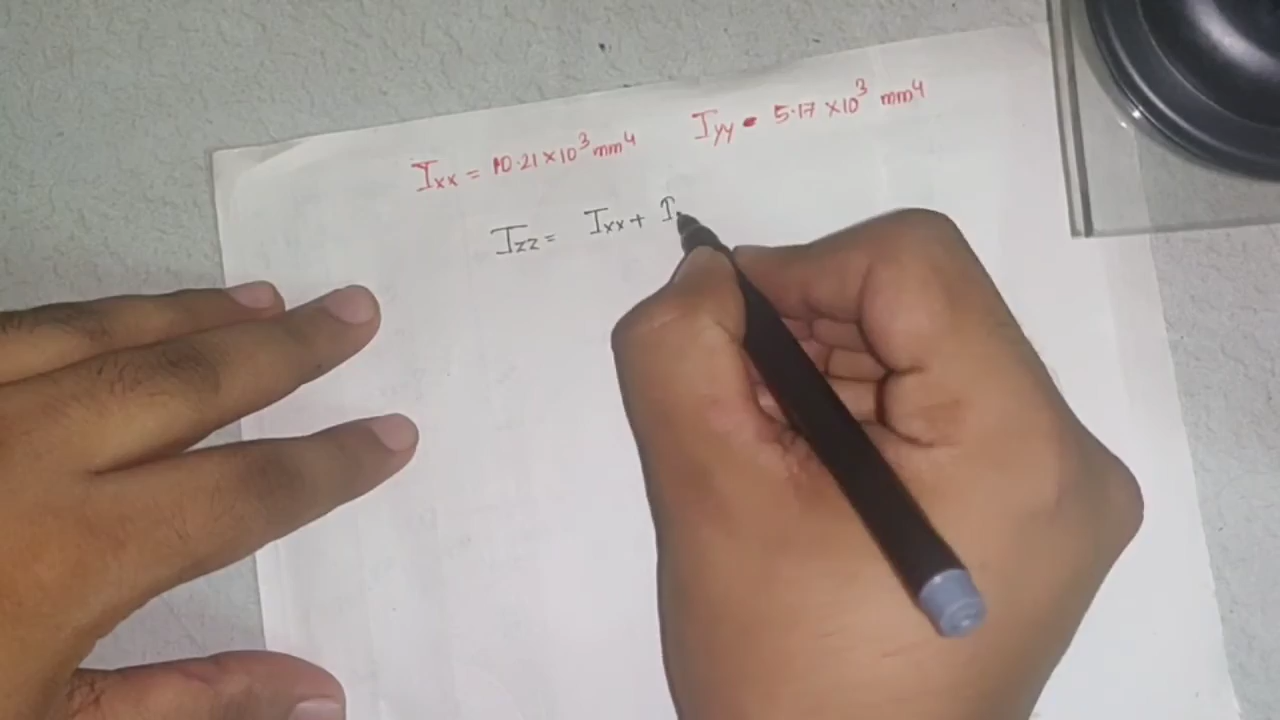 Ixx = 10.21 × 10³ mm⁴ Iyy = 5.17 × 10³ mm⁴
Izz = Ixx + I